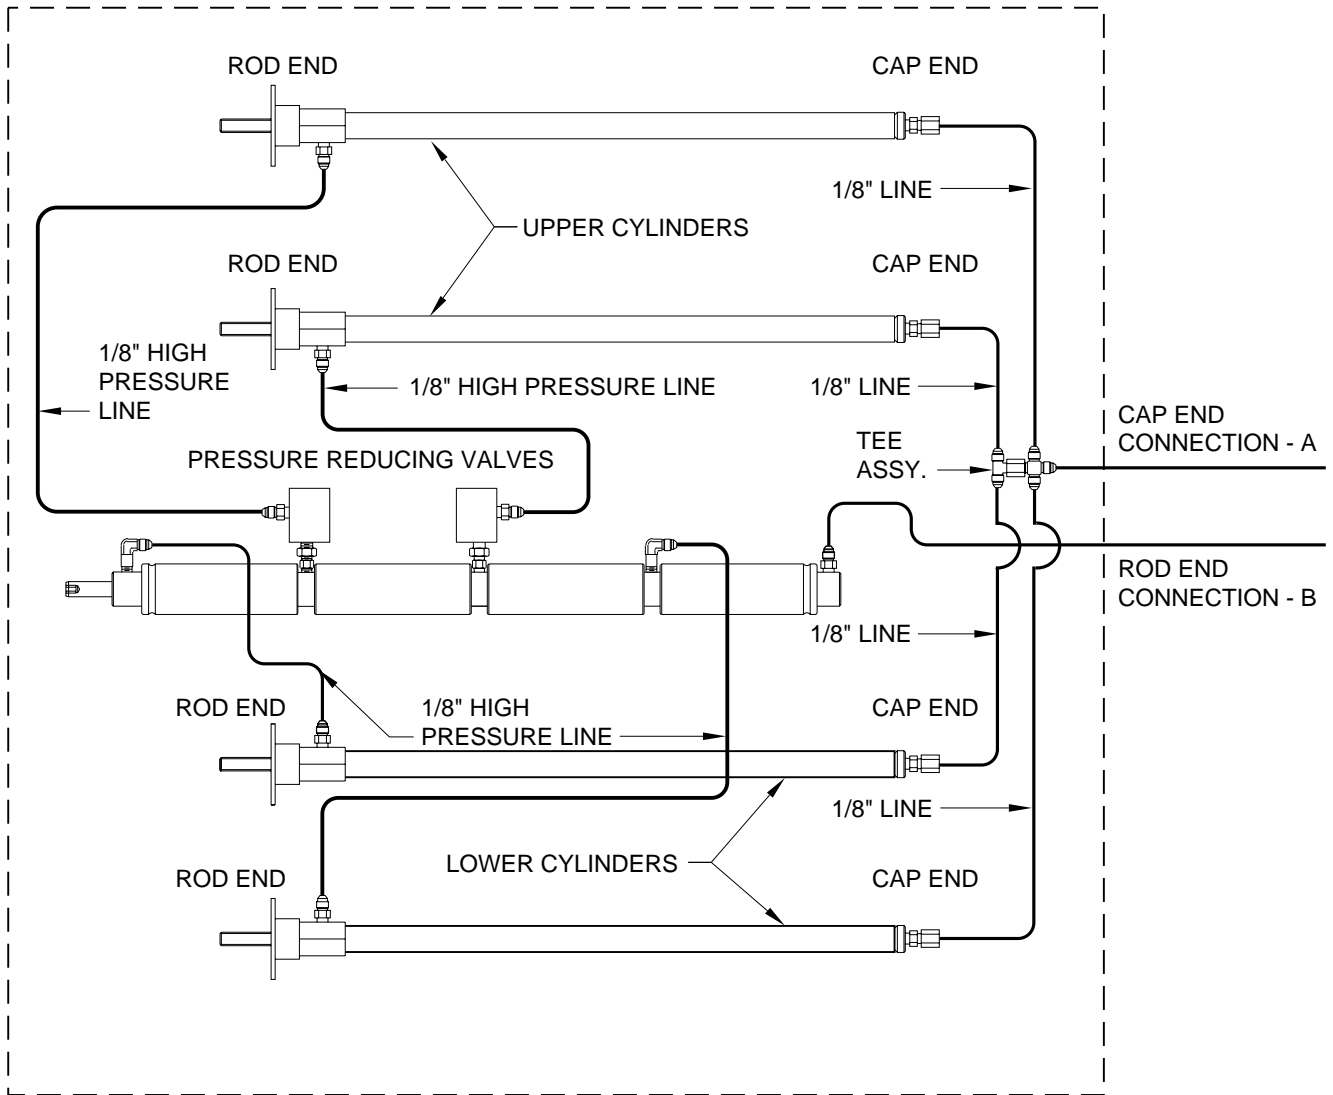 ROD END
CAP END
1/8" LINE
UPPER CYLINDERS
ROD END
CAP END
1/8" HIGH
PRESSURE
LINE
1/8" HIGH PRESSURE LINE
1/8" LINE
CAP END
CONNECTION - A
TEE
ASSY.
PRESSURE REDUCING VALVES
ROD END
CONNECTION - B
1/8" LINE
ROD END
1/8" HIGH
PRESSURE LINE
CAP END
1/8" LINE
LOWER CYLINDERS
ROD END
CAP END